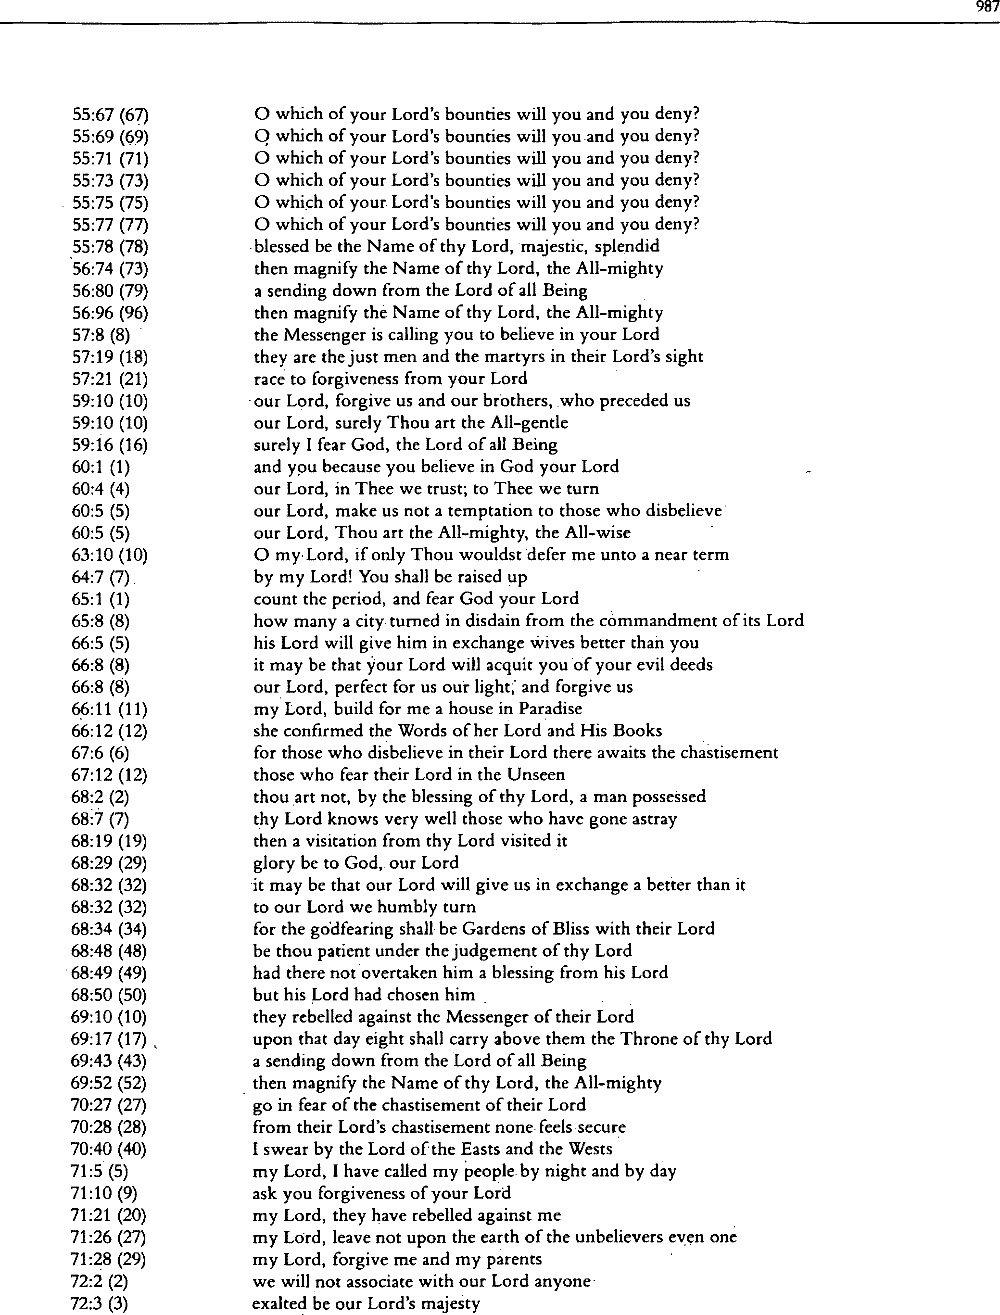 987
55:67 (67) O which of your Lord's bounties will you and you deny?
55:69 (69) O which of your Lord's bounties will you and you deny?
55:71 (71) O which of your Lord's bounties will you and you deny?
55:73 (73) O which of your Lord's bounties will you and you deny?
55:75 (75) O which of your Lord's bounties will you and you deny?
55:77 (77) O which of your Lord's bounties will you and you deny?
55:78 (78) blessed be the Name of thy Lord, majestic, splendid
56:74 (73) then magnify the Name of thy Lord, the All-mighty
56:80 (79) a sending down from the Lord of all Being
56:96 (96) then magnify the Name of thy Lord, the All-mighty
57:8 (8) the Messenger is calling you to believe in your Lord
57:19 (18) they are the just men and the martyrs in their Lord's sight
57:21 (21) race to forgiveness from your Lord
59:10 (10) our Lord, forgive us and our brothers, who preceded us
59:10 (10) our Lord, surely Thou art the All-gentle
59:16 (16) surely I fear God, the Lord of all Being
60:1 (1) and you because you believe in God your Lord
60:4 (4) our Lord, in Thee we trust; to Thee we turn
60:5 (5) our Lord, make us not a temptation to those who disbelieve
60:5 (5) our Lord, Thou art the All-mighty, the All-wise
63:10 (10) O my Lord, if only Thou wouldst defer me unto a near term
64:7 (7) by my Lord! You shall be raised up
65:1 (1) count the period, and fear God your Lord
65:8 (8) how many a city turned in disdain from the commandment of its Lord
66:5 (5) his Lord will give him in exchange wives better than you
66:8 (8) it may be that your Lord will acquit you of your evil deeds
66:8 (8) our Lord, perfect for us our light, and forgive us
66:11 (11) my Lord, build for me a house in Paradise
66:12 (12) she confirmed the Words of her Lord and His Books
67:6 (6) for those who disbelieve in their Lord there awaits the chastisement
67:12 (12) those who fear their Lord in the Unseen
68:2 (2) thou art not, by the blessing of thy Lord, a man possessed
68:7 (7) thy Lord knows very well those who have gone astray
68:19 (19) then a visitation from thy Lord visited it
68:29 (29) glory be to God, our Lord
68:32 (32) it may be that our Lord will give us in exchange a better than it
68:32 (32) to our Lord we humbly turn
68:34 (34) for the godfearing shall be Gardens of Bliss with their Lord
68:48 (48) be thou patient under the judgement of thy Lord
68:49 (49) had there not overtaken him a blessing from his Lord
68:50 (50) but his Lord had chosen him
69:10 (10) they rebelled against the Messenger of their Lord
69:17 (17) upon that day eight shall carry above them the Throne of thy Lord
69:43 (43) a sending down from the Lord of all Being
69:52 (52) then magnify the Name of thy Lord, the All-mighty
70:27 (27) go in fear of the chastisement of their Lord
70:28 (28) from their Lord's chastisement none feels secure
70:40 (40) I swear by the Lord of the Easts and the Wests
71:5 (5) my Lord, I have called my people by night and by day
71:10 (9) ask you forgiveness of your Lord
71:21 (20) my Lord, they have rebelled against me
71:26 (27) my Lord, leave not upon the earth of the unbelievers even one
71:28 (29) my Lord, forgive me and my parents
72:2 (2) we will not associate with our Lord anyone
72:3 (3) exalted be our Lord's majesty